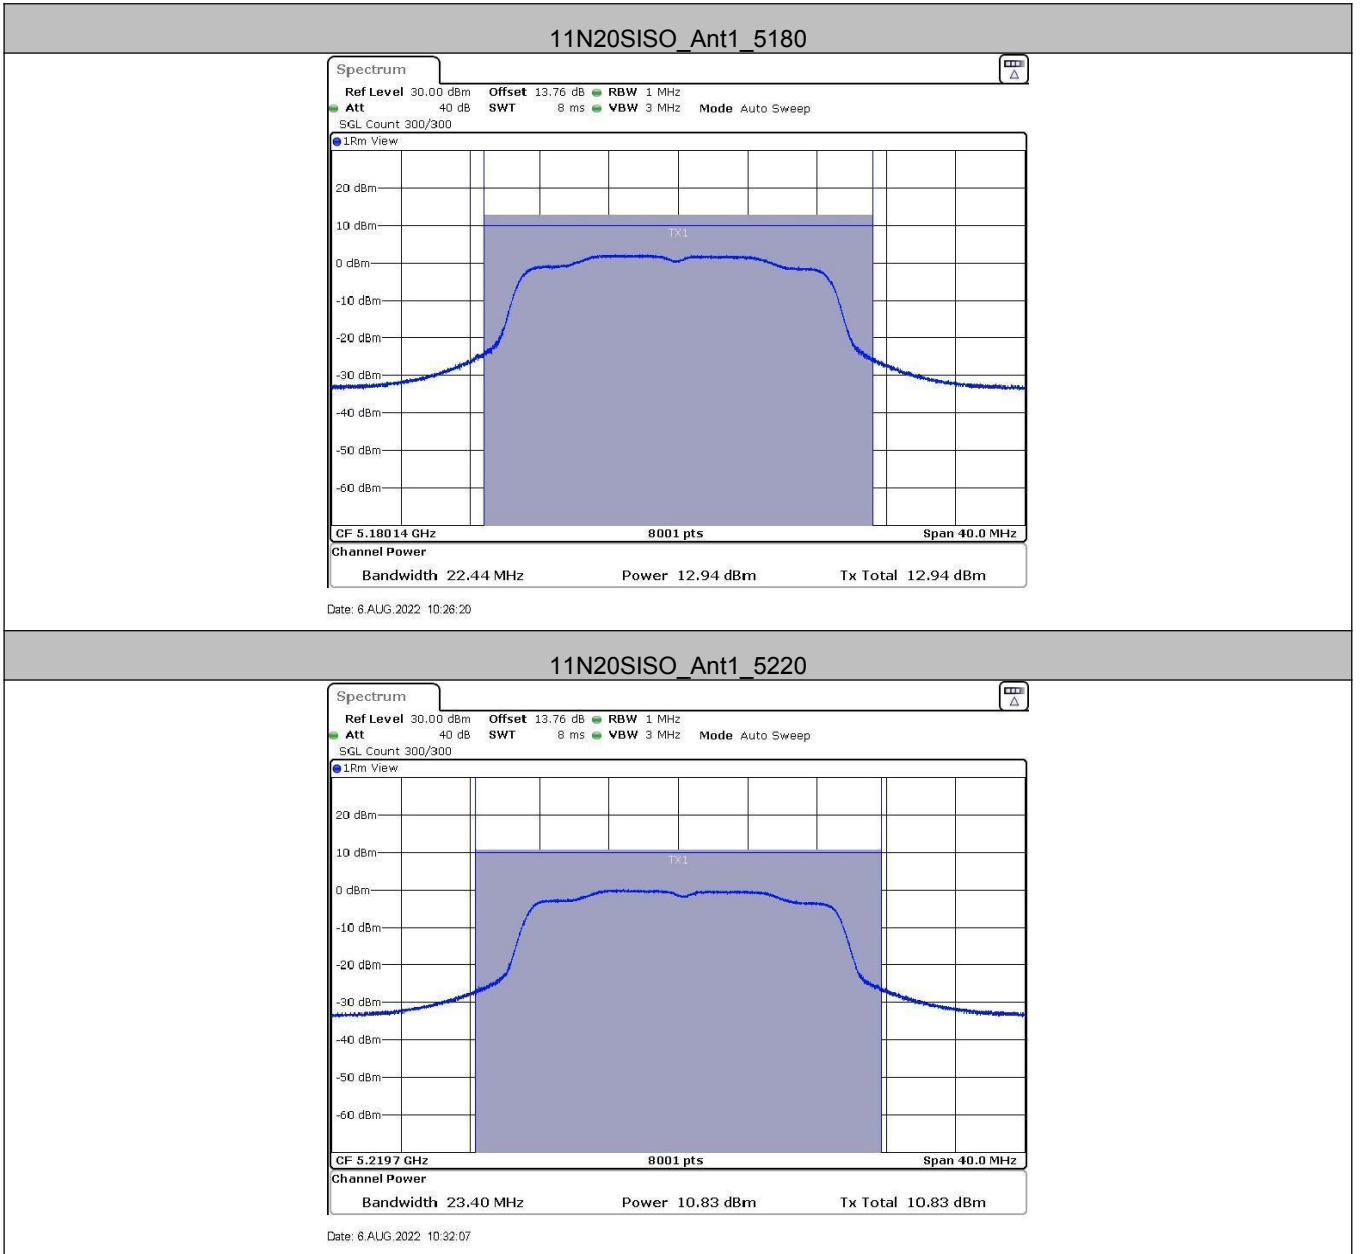 11N20SISO_Ant1_5180
Spectrum
Ref Level 30.00 dBm Offset 13.76 dB RBW 1 MHz
Att 40 dB SWT 8 ms VBW 3 MHz Mode Auto Sweep
SGL Count 300/300
1Rm View
20 dBm
10 dBm
TX1
0 dBm
-10 dBm
-20 dBm
-30 dBm
-40 dBm
-50 dBm
-60 dBm
CF 5.18014 GHz 8001 pts Span 40.0 MHz
Channel Power
Bandwidth 22.44 MHz Power 12.94 dBm Tx Total 12.94 dBm
Date: 6.AUG.2022 10:26:20
11N20SISO_Ant1_5220
Spectrum
Ref Level 30.00 dBm Offset 13.76 dB RBW 1 MHz
Att 40 dB SWT 8 ms VBW 3 MHz Mode Auto Sweep
SGL Count 300/300
1Rm View
20 dBm
10 dBm
TX1
0 dBm
-10 dBm
-20 dBm
-30 dBm
-40 dBm
-50 dBm
-60 dBm
CF 5.2197 GHz 8001 pts Span 40.0 MHz
Channel Power
Bandwidth 23.40 MHz Power 10.83 dBm Tx Total 10.83 dBm
Date: 6.AUG.2022 10:32:07